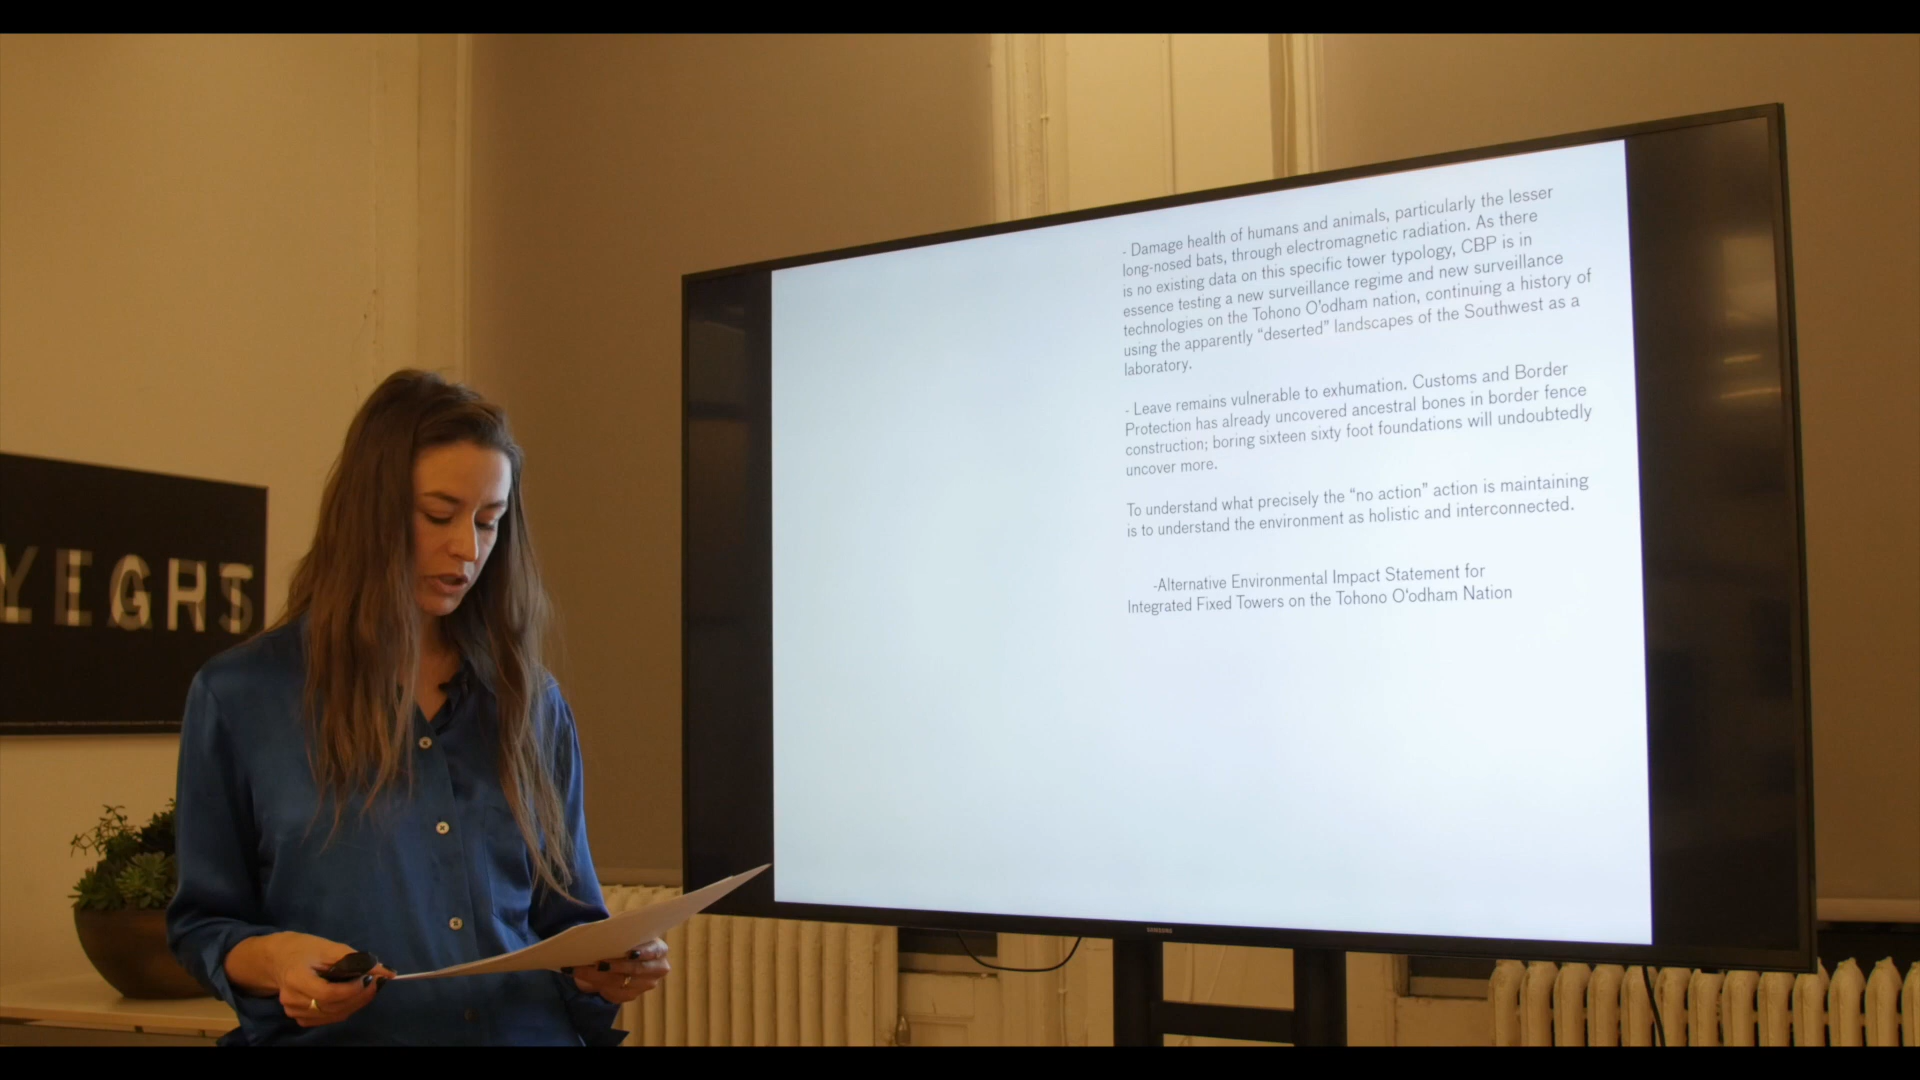 - Damage health of humans and animals, particularly the lesser
long-nosed bats, through electromagnetic radiation. As there
is no existing data on this specific tower typology, CBP is in
essence testing a new surveillance regime and new surveillance
technologies on the Tohono O'odham nation, continuing a history of
using the apparently “deserted” landscapes of the Southwest as a
laboratory.
- Leave remains vulnerable to exhumation. Customs and Border
Protection has already uncovered ancestral bones in border fence
construction; boring sixteen sixty foot foundations will undoubtedly
uncover more.
To understand what precisely the “no action” action is maintaining
is to understand the environment as holistic and interconnected.
-Alternative Environmental Impact Statement for
Integrated Fixed Towers on the Tohono O‘odham Nation
SAMSUNG